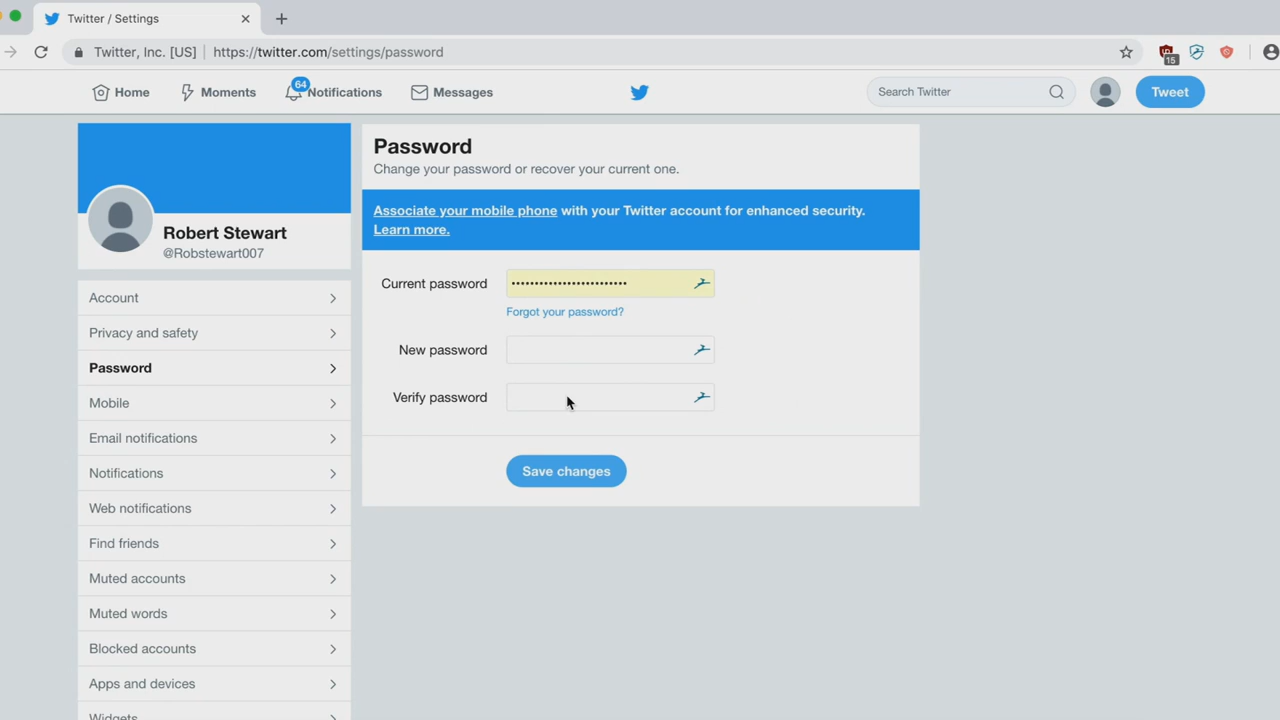 Twitter / Settings
Twitter, Inc. [US] | https://twitter.com/settings/password
15
Home
Moments
64
Notifications
Messages
Search Twitter
Tweet
Robert Stewart
@Robstewart007
Account
Privacy and safety
Password
Mobile
Email notifications
Notifications
Web notifications
Find friends
Muted accounts
Muted words
Blocked accounts
Apps and devices
Widgets
Password
Change your password or recover your current one.
Associate your mobile phone with your Twitter account for enhanced security.
Learn more.
Current password
•••••••••••••••••••••••••
Forgot your password?
New password
Verify password
Save changes